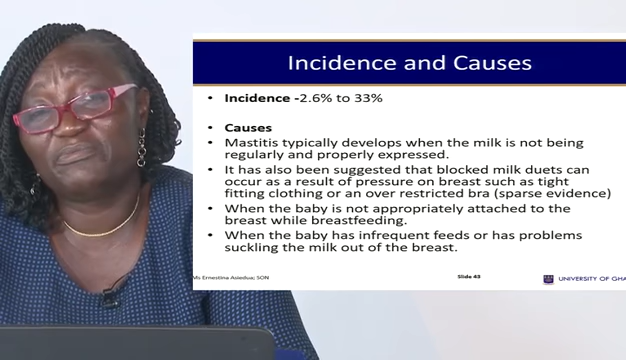 Incidence and Causes
• Incidence -2.6% to 33%
• Causes
• Mastitis typically develops when the milk is not being
regularly and properly expressed.
• It has also been suggested that blocked milk duets can
occur as a result of pressure on breast such as tight
fitting clothing or an over restricted bra (sparse evidence)
• When the baby is not appropriately attached to the
breast while breastfeeding.
• When the baby has infrequent feeds or has problems
suckling the milk out of the breast.
Ms Ernestina Asiedua; SON
Slide 43
UNIVERSITY OF GHA